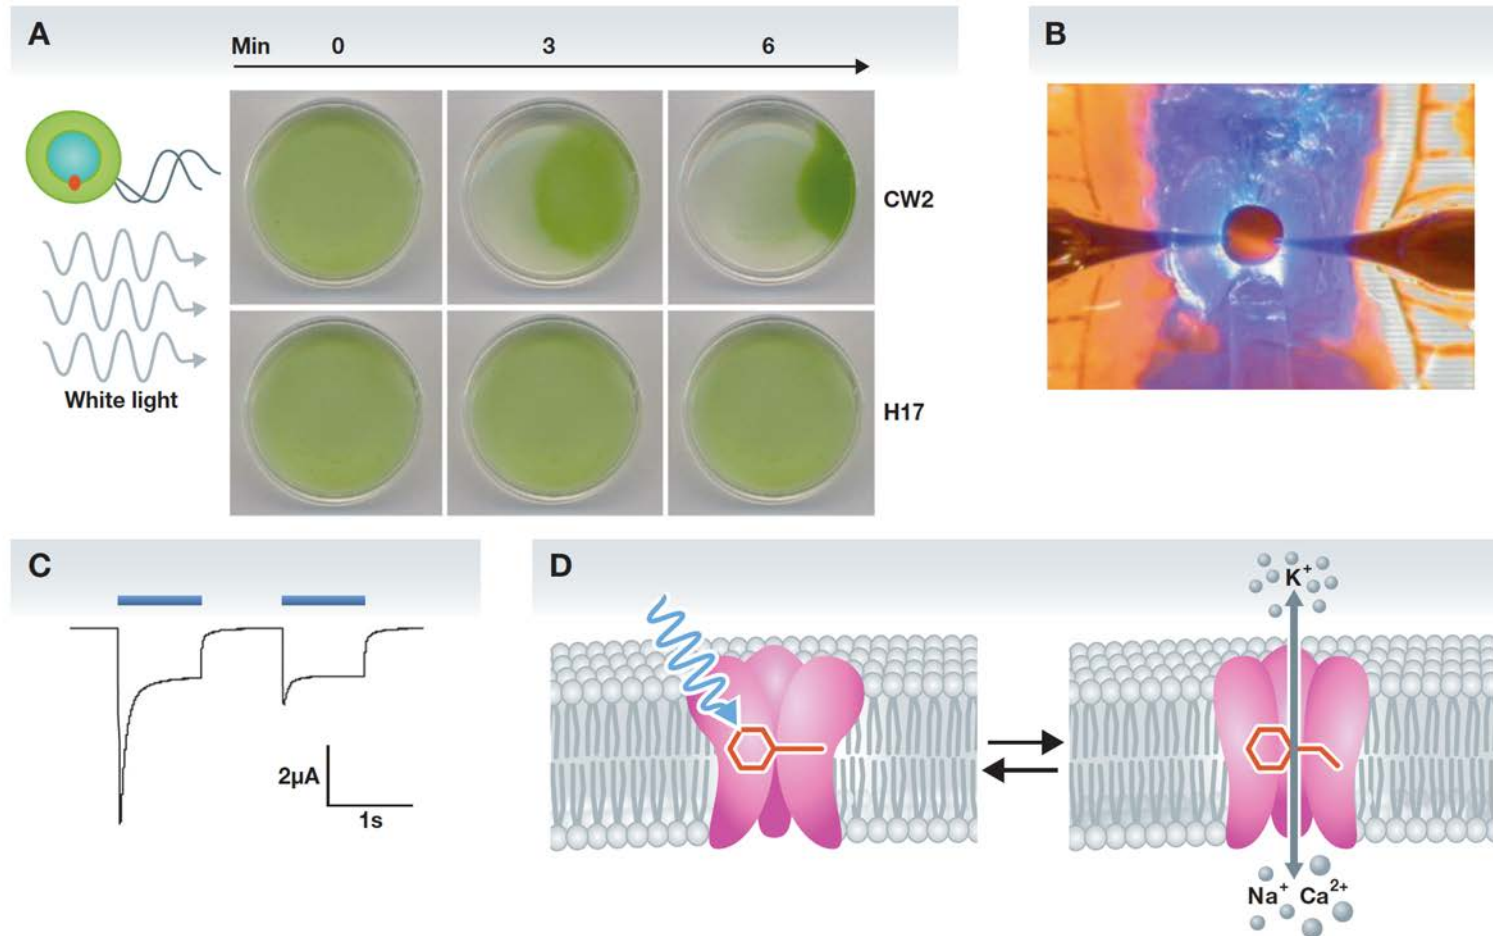 A
Min 0 3 6
CW2
H17
White light
B
C
2µA
1s
D
K⁺
Na⁺ Ca²⁺